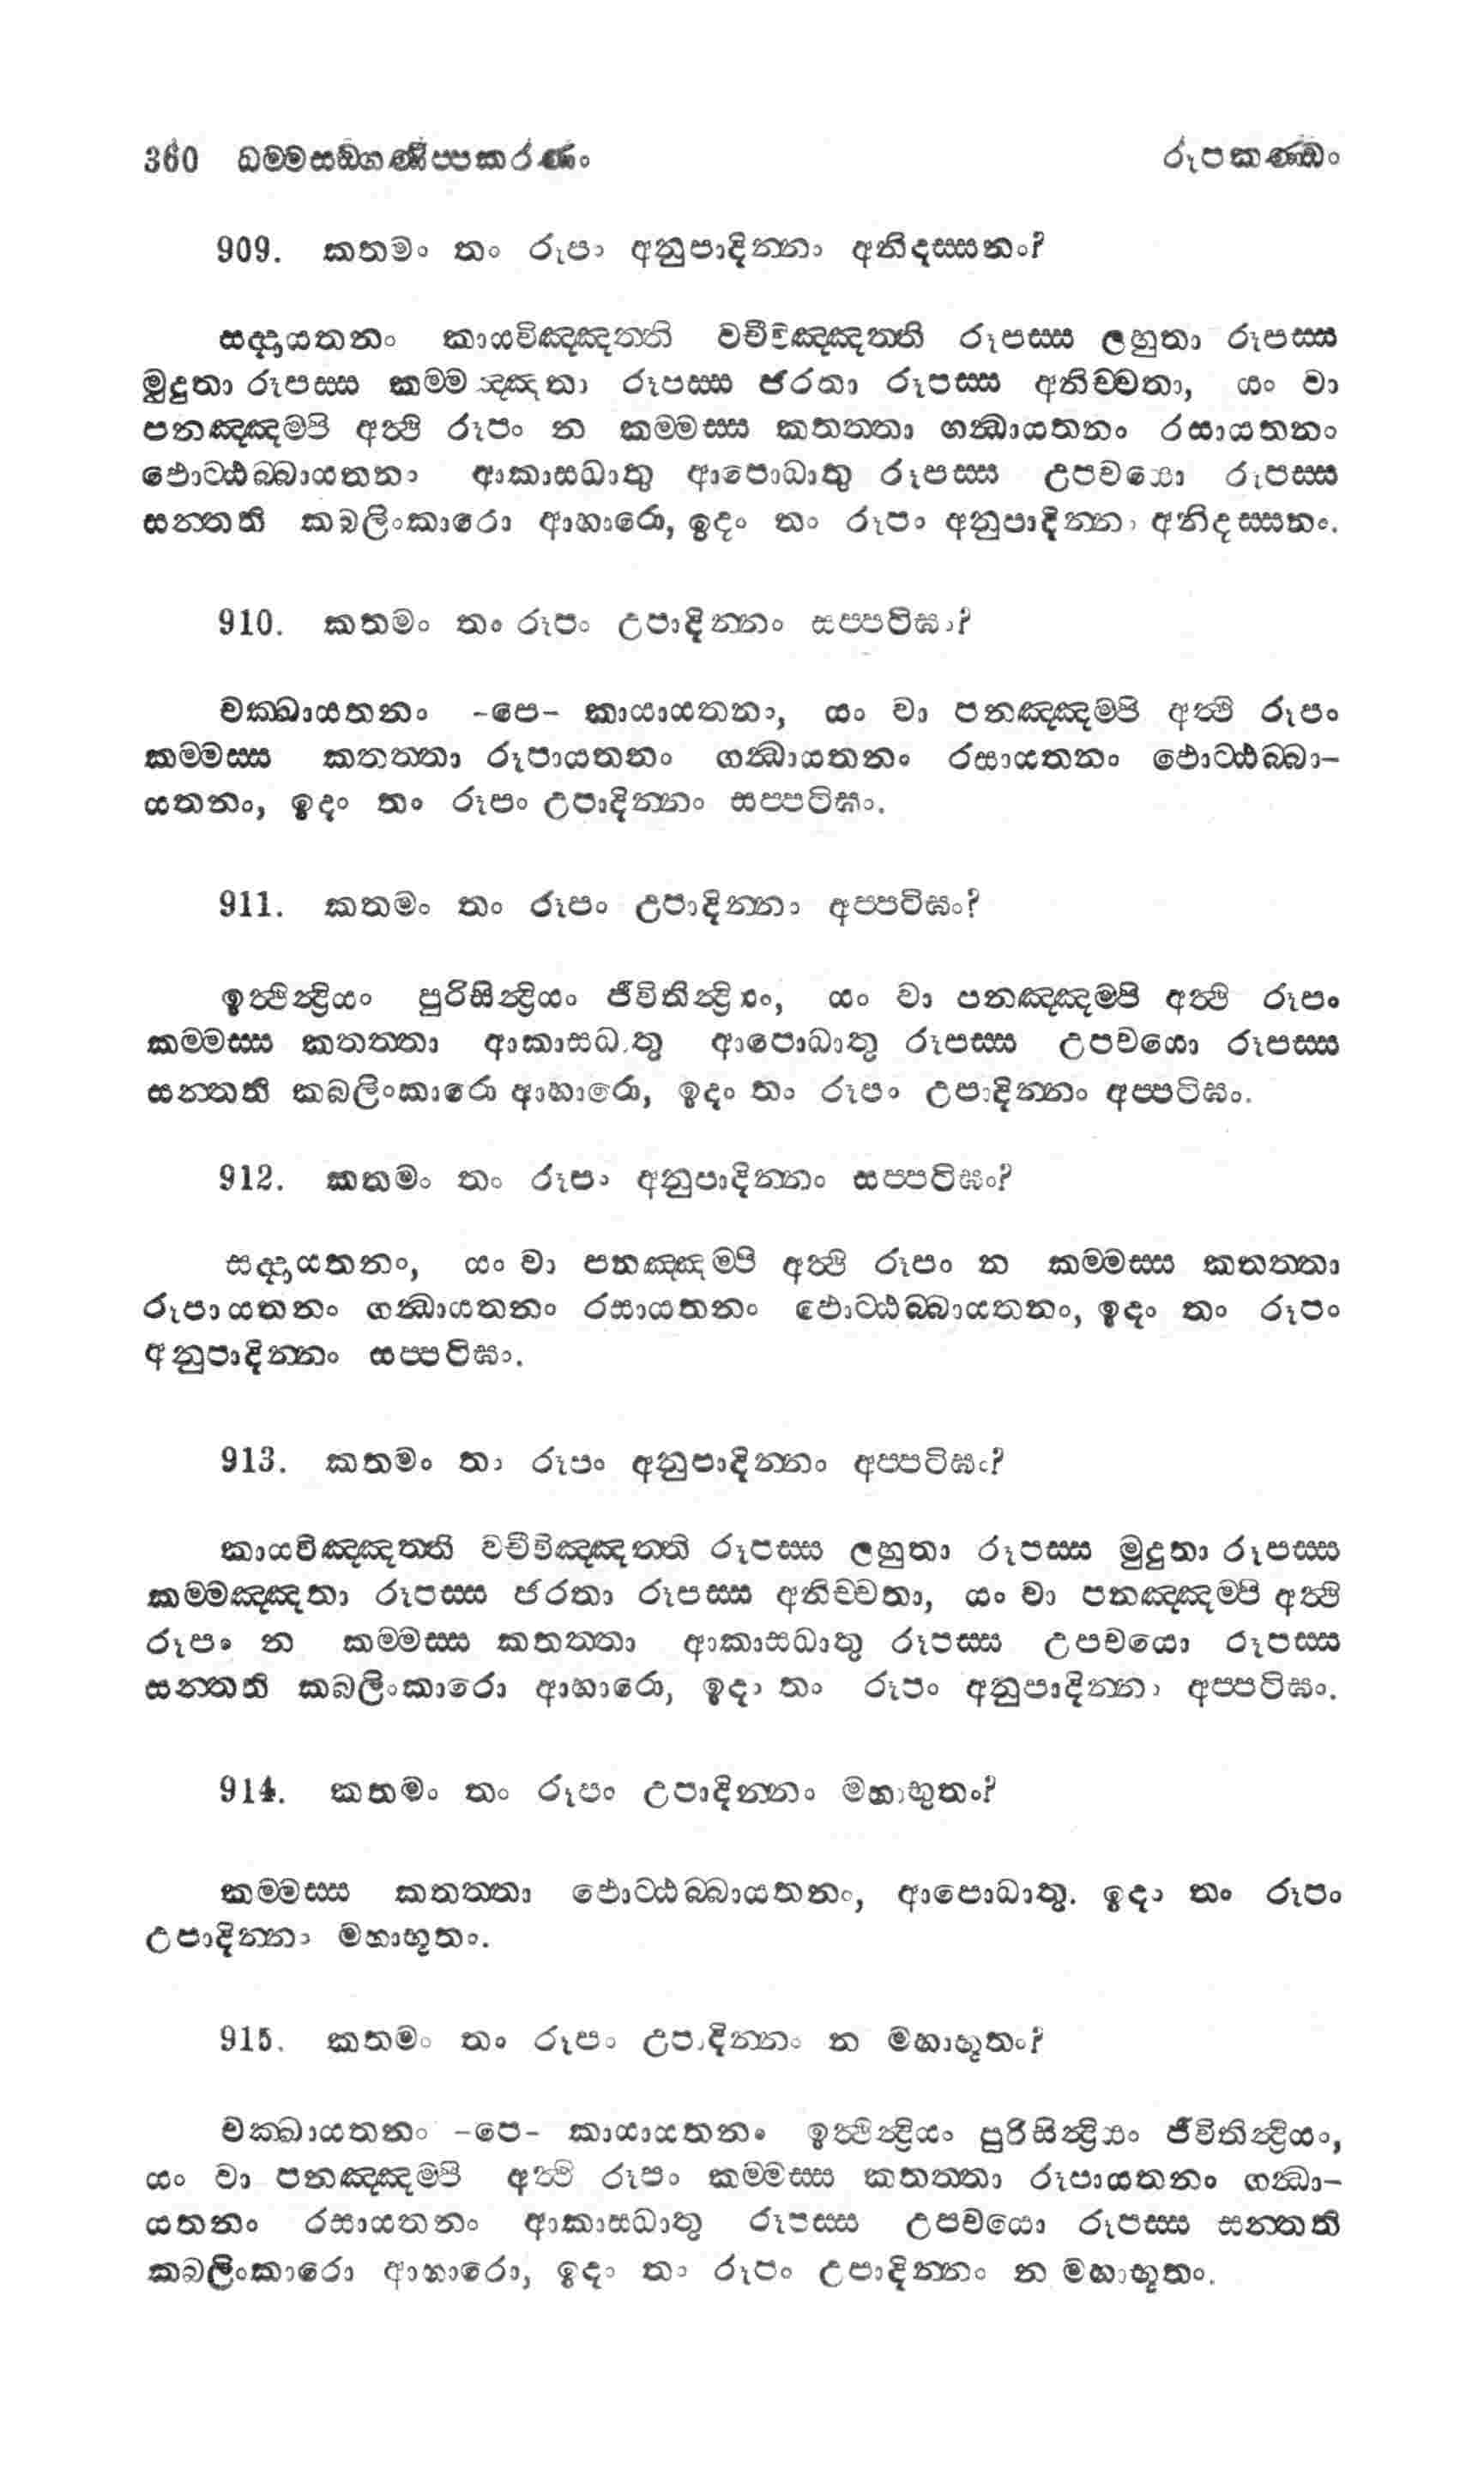 360 ධම්මසඞ්ගණිප්පකරණං රූපකණ්ඩං
909. කතමං තං රූපං අනුපාදින්නං අනිදස්සනං?
සද්දායතනං කායවිඤ්ඤත්ති වචීවිඤ්ඤත්ති රූපස්ස ලහුතා රූපස්ස
මුදුතා රූපස්ස කම්මඤ්ඤතා රූපස්ස ජරතා රූපස්ස අනිච්චතා, යං වා
පනඤ්ඤම්පි අත්ථි රූපං න කම්මස්ස කතත්තා ගන්ධායතනං රසායතනං
ඵොට්ඨබ්බායතනං ආකාසධාතු ආපොධාතු රූපස්ස උපචයො රූපස්ස
සන්තති කබලිංකාරො ආහාරො, ඉදං තං රූපං අනුපාදින්නං අනිදස්සනං.
910. කතමං තං රූපං උපාදින්නං සප්පටිඝං?
චක්ඛායතනං -පෙ- කායායතනං, යං වා පනඤ්ඤම්පි අත්ථි රූපං
කම්මස්ස කතත්තා රූපායතනං ගන්ධායතනං රසායතනං ඵොට්ඨබ්බා-
යතනං, ඉදං තං රූපං උපාදින්නං සප්පටිඝං.
911. කතමං තං රූපං උපාදින්නං අප්පටිඝං?
ඉත්ථින්ද්‍රියං පුරිසින්ද්‍රියං ජීවිතින්ද්‍රියං, යං වා පනඤ්ඤම්පි අත්ථි රූපං
කම්මස්ස කතත්තා ආකාසධාතු ආපොධාතු රූපස්ස උපචයො රූපස්ස
සන්තති කබලිංකාරො ආහාරො, ඉදං තං රූපං උපාදින්නං අප්පටිඝං.
912. කතමං තං රූපං අනුපාදින්නං සප්පටිඝං?
සද්දායතනං, යං වා පනඤ්ඤම්පි අත්ථි රූපං න කම්මස්ස කතත්තා
රූපායතනං ගන්ධායතනං රසායතනං ඵොට්ඨබ්බායතනං, ඉදං තං රූපං
අනුපාදින්නං සප්පටිඝං.
913. කතමං තං රූපං අනුපාදින්නං අප්පටිඝං?
කායවිඤ්ඤත්ති වචීවිඤ්ඤත්ති රූපස්ස ලහුතා රූපස්ස මුදුතා රූපස්ස
කම්මඤ්ඤතා රූපස්ස ජරතා රූපස්ස අනිච්චතා, යං වා පනඤ්ඤම්පි අත්ථි
රූපං න කම්මස්ස කතත්තා ආකාසධාතු රූපස්ස උපචයො රූපස්ස
සන්තති කබලිංකාරො ආහාරො, ඉදං තං රූපං අනුපාදින්නං අප්පටිඝං.
914. කතමං තං රූපං උපාදින්නං මහාභූතං?
කම්මස්ස කතත්තා ඵොට්ඨබ්බායතනං, ආපොධාතු. ඉදං තං රූපං
උපාදින්නං මහාභූතං.
915. කතමං තං රූපං උපාදින්නං න මහාභූතං?
චක්ඛායතනං -පෙ- කායායතනං ඉත්ථින්ද්‍රියං පුරිසින්ද්‍රියං ජීවිතින්ද්‍රියං,
යං වා පනඤ්ඤම්පි අත්ථි රූපං කම්මස්ස කතත්තා රූපායතනං ගන්ධා-
යතනං රසායතනං ආකාසධාතු රූපස්ස උපචයො රූපස්ස සන්තති
කබලිංකාරො ආහාරො, ඉදං තං රූපං උපාදින්නං න මහාභූතං.